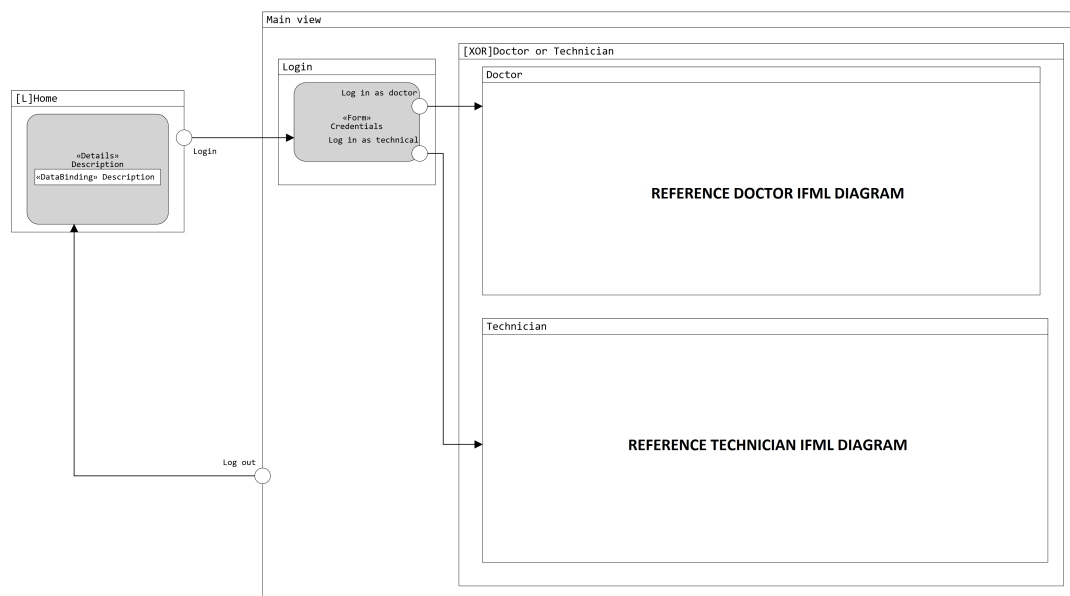 Main view
[XOR]Doctor or Technician
Login
Doctor
Log in as doctor
[L]Home
«Form»
Credentials
Log in as technical
Login
«Details»
Description
«DataBinding» Description
REFERENCE DOCTOR IFML DIAGRAM
Technician
REFERENCE TECHNICIAN IFML DIAGRAM
Log out